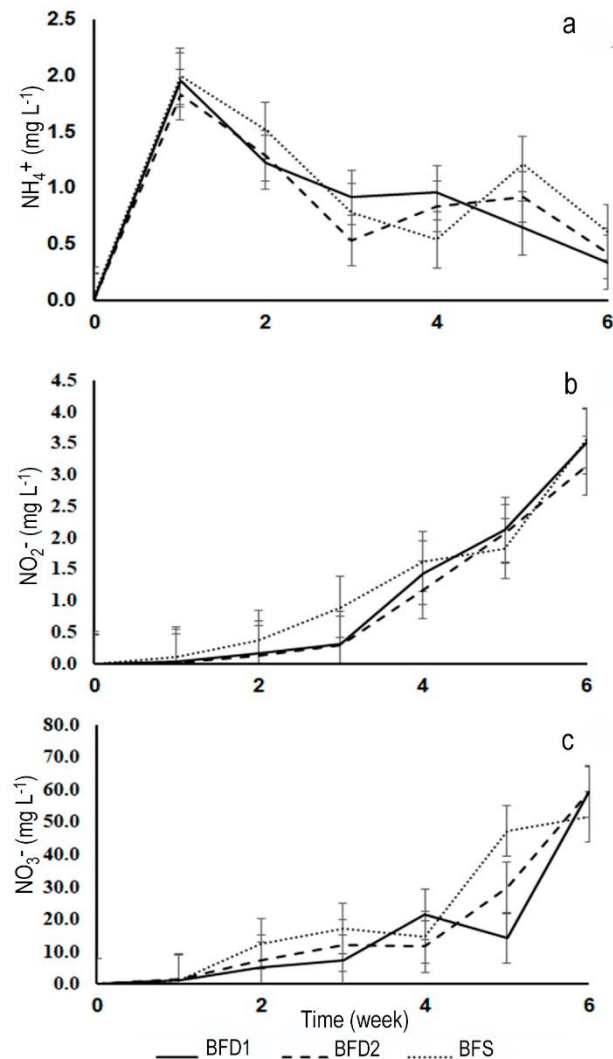 a
NH₄⁺ (mg L⁻¹)
2.5
2.0
1.5
1.0
0.5
0.0
0 2 4 6
b
NO₂⁻ (mg L⁻¹)
4.5
4.0
3.5
3.0
2.5
2.0
1.5
1.0
0.5
0.0
0 2 4 6
c
NO₃⁻ (mg L⁻¹)
80.0
70.0
60.0
50.0
40.0
30.0
20.0
10.0
0.0
0 2 4 6
Time (week)
BFD1 BFD2 BFS